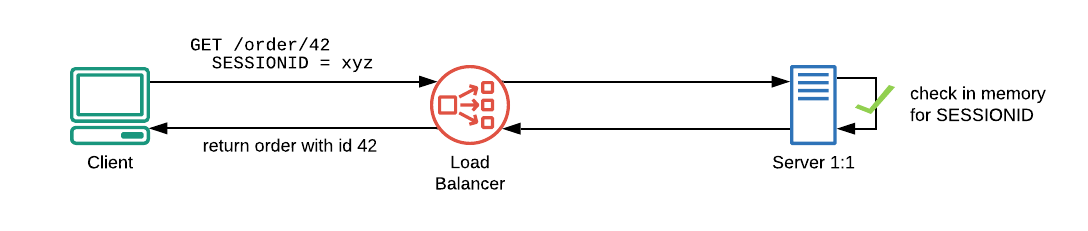 GET /order/42
SESSIONID = xyz
check in memory
for SESSIONID
return order with id 42
Client
Load
Balancer
Server 1:1